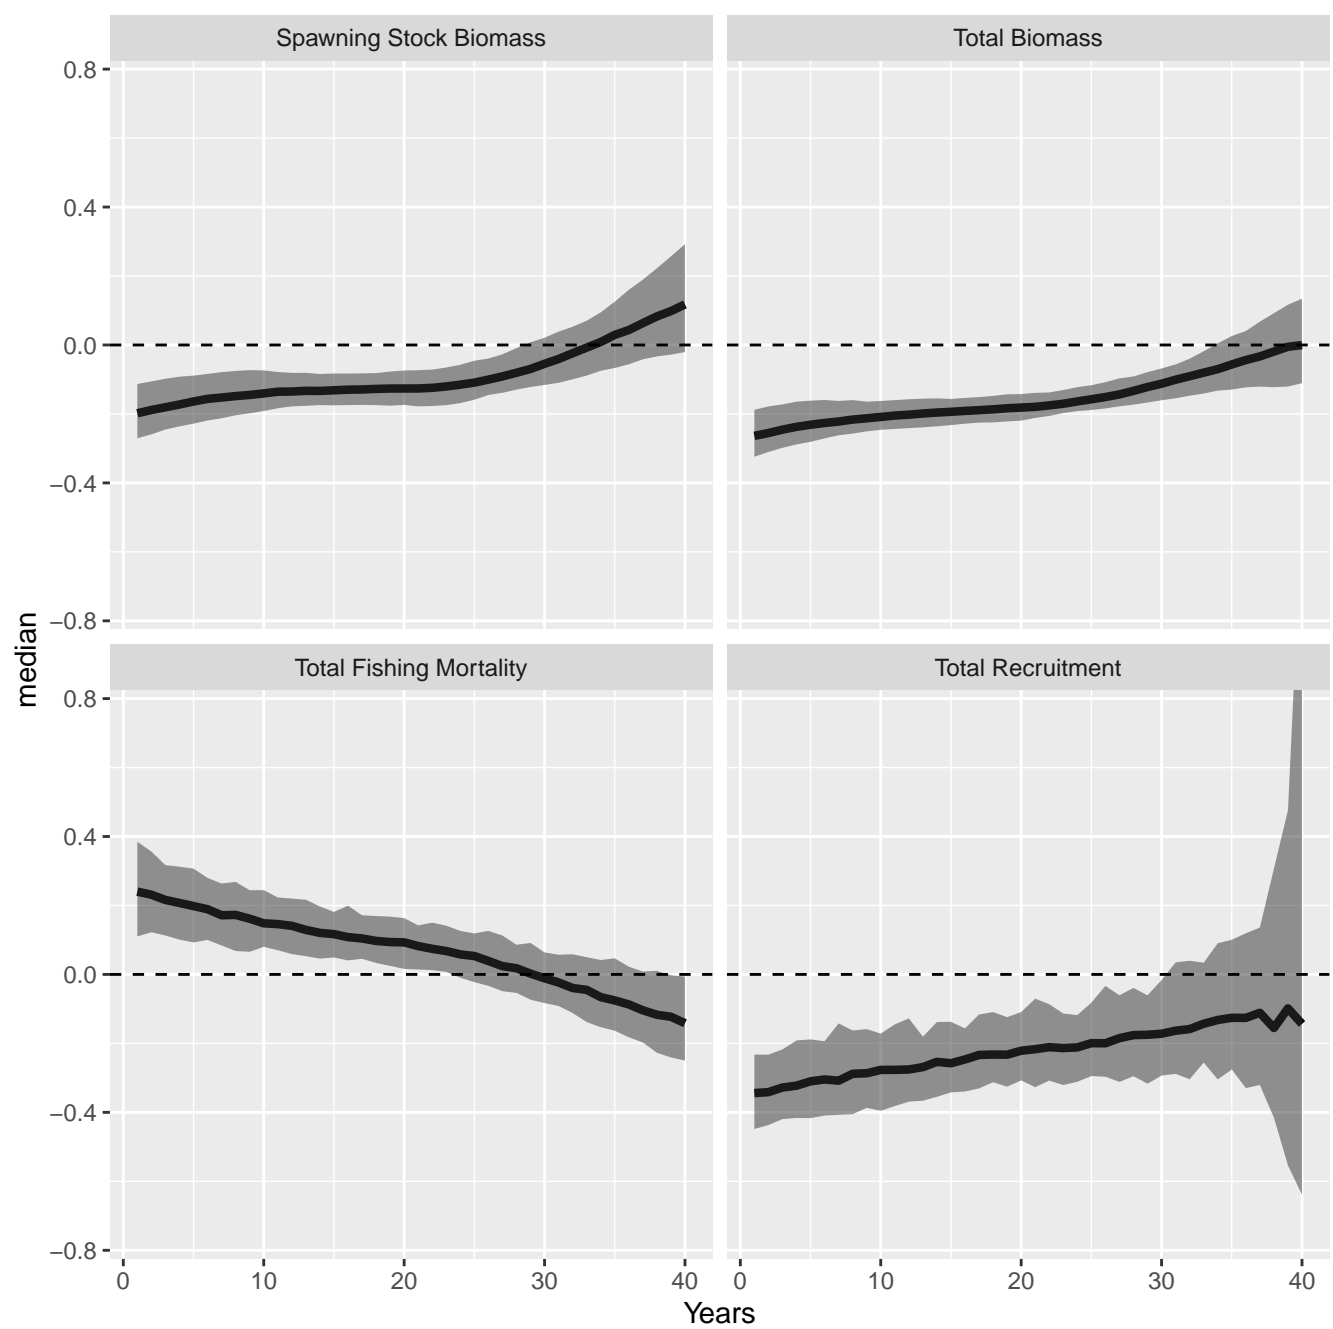 Spawning Stock Biomass
Total Biomass
0.8
0.4
0.0
−0.4
−0.8
Total Fishing Mortality
Total Recruitment
0.8
0.4
0.0
−0.4
−0.8
median
0 10 20 30 40
0 10 20 30 40
Years